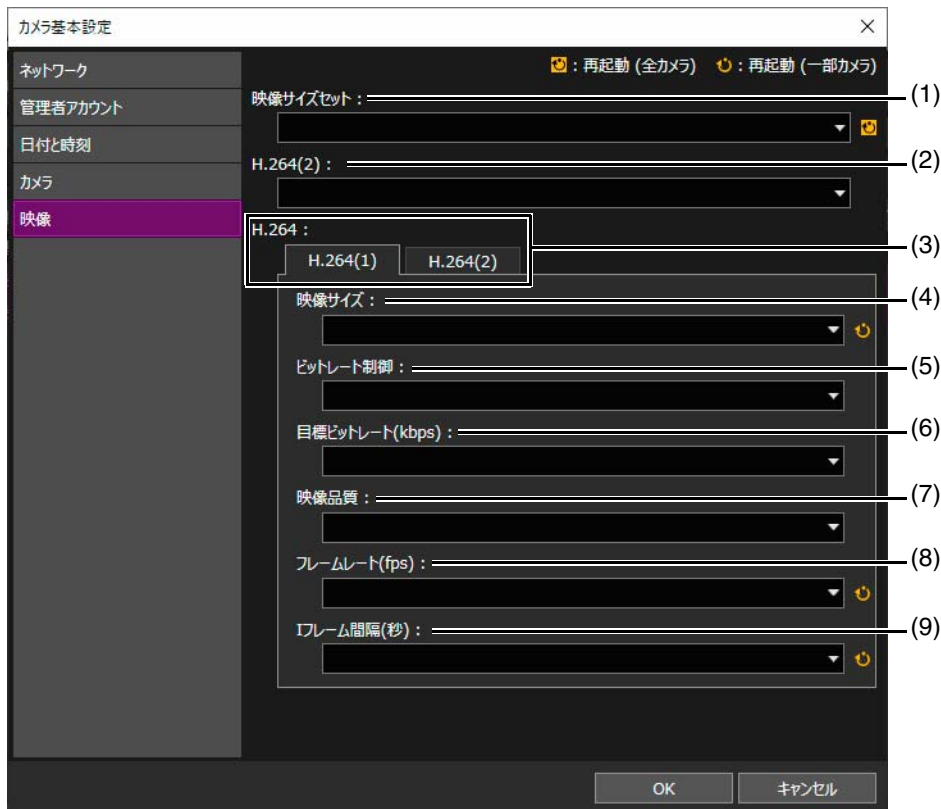 カメラ基本設定
ネットワーク
管理者アカウント
日付と時刻
カメラ
映像
：再起動 (全カメラ) ：再起動 (一部カメラ)
映像サイズセット： (1)
H.264(2)： (2)
H.264： (3)
H.264(1) H.264(2)
映像サイズ： (4)
ビットレート制御： (5)
目標ビットレート(kbps)： (6)
映像品質： (7)
フレームレート(fps)： (8)
Iフレーム間隔(秒)： (9)
OK キャンセル